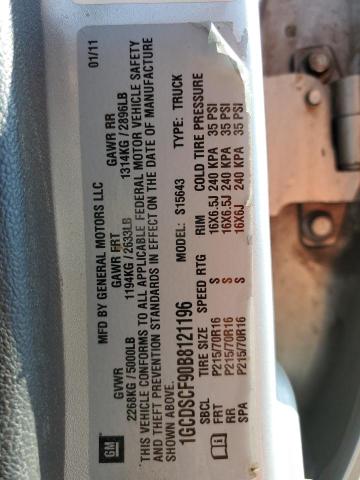 GM
MFD BY GENERAL MOTORS LLC 01/11
GVWR GAWR FRT GAWR RR
2268KG / 5000LB 1194KG / 2633LB 1314KG / 2896LB
THIS VEHICLE CONFORMS TO ALL APPLICABLE FEDERAL MOTOR VEHICLE SAFETY
AND THEFT PREVENTION STANDARDS IN EFFECT ON THE DATE OF MANUFACTURE
SHOWN ABOVE.
1GCDSCF90B8121196 MODEL: S15643 TYPE: TRUCK
SBCL TIRE SIZE SPEED RTG RIM COLD TIRE PRESSURE
FRT P215/70R16 S 16X6.5J 240 KPA 35 PSI
RR P215/70R16 S 16X6.5J 240 KPA 35 PSI
SPA P215/70R16 S 16X6.5J 240 KPA 35 PSI